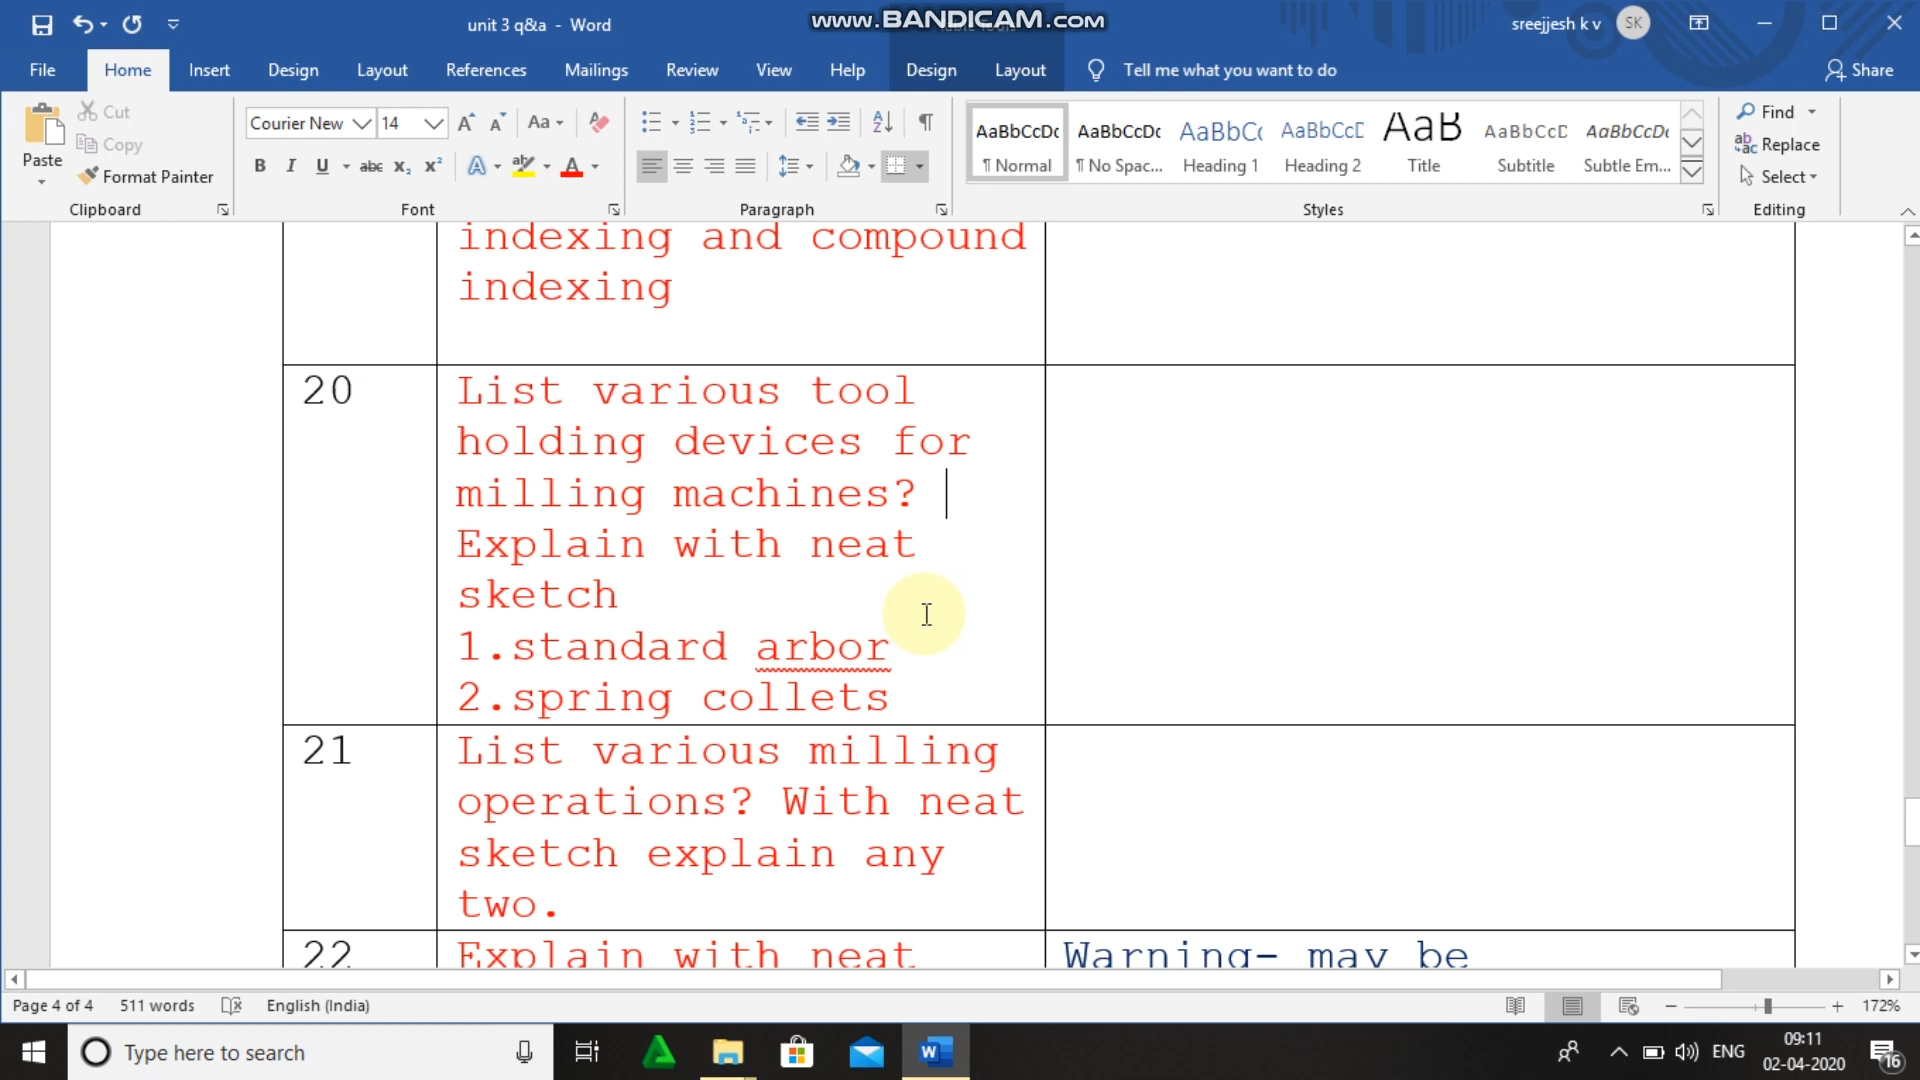 unit 3 q&a - Word
www.BANDICAM.com
sreejjesh k v
SK
File
Home
Insert
Design
Layout
References
Mailings
Review
View
Help
Design
Layout
Tell me what you want to do
Share
Paste
Cut
Copy
Format Painter
Clipboard
Courier New
14
Font
Paragraph
AaBbCcDc
¶ Normal
AaBbCcDc
¶ No Spac...
AaBbC(
Heading 1
AaBbCcE
Heading 2
AaB
Title
AaBbCcD
Subtitle
AaBbCcDc
Subtle Em...
Styles
Find
Replace
Select
Editing
indexing and compound
indexing
20
List various tool
holding devices for
milling machines?
Explain with neat
sketch
1.standard arbor
2.spring collets
21
List various milling
operations? With neat
sketch explain any
two.
22
Explain with neat
Warning- may be
Page 4 of 4
511 words
English (India)
172%
Type here to search
ENG
09:11
02-04-2020
16